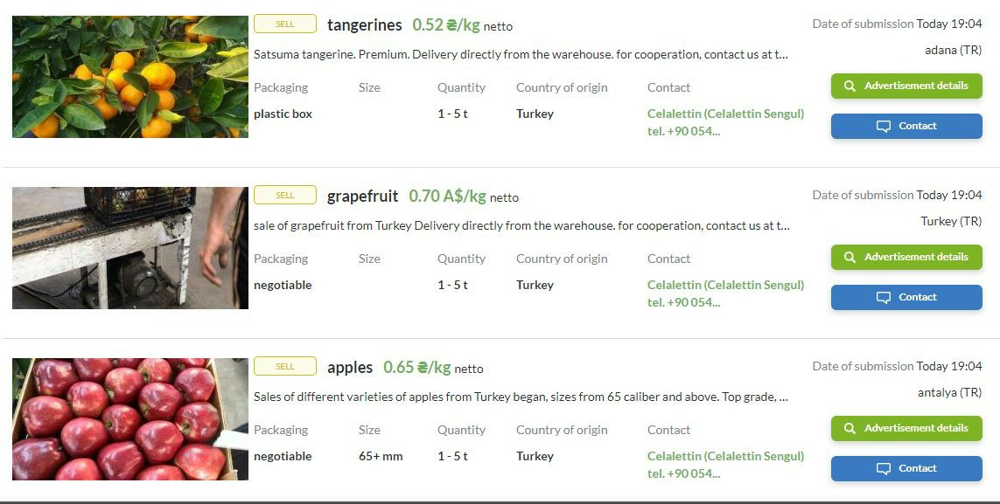 SELL tangerines 0.52 ₴/kg netto Date of submission Today 19:04
adana (TR)
Satsuma tangerine. Premium. Delivery directly from the warehouse. for cooperation, contact us at t...
Advertisement details
Packaging Size Quantity Country of origin Contact
plastic box 1 - 5 t Turkey Celalettin (Celalettin Sengul)
tel. +90 054...
Contact
SELL grapefruit 0.70 A$/kg netto Date of submission Today 19:04
Turkey (TR)
sale of grapefruit from Turkey Delivery directly from the warehouse. for cooperation, contact us at t...
Advertisement details
Packaging Size Quantity Country of origin Contact
negotiable 1 - 5 t Turkey Celalettin (Celalettin Sengul)
tel. +90 054...
Contact
SELL apples 0.65 ₴/kg netto Date of submission Today 19:04
antalya (TR)
Sales of different varieties of apples from Turkey began, sizes from 65 caliber and above. Top grade, ...
Advertisement details
Packaging Size Quantity Country of origin Contact
negotiable 65+ mm 1 - 5 t Turkey Celalettin (Celalettin Sengul)
tel. +90 054...
Contact